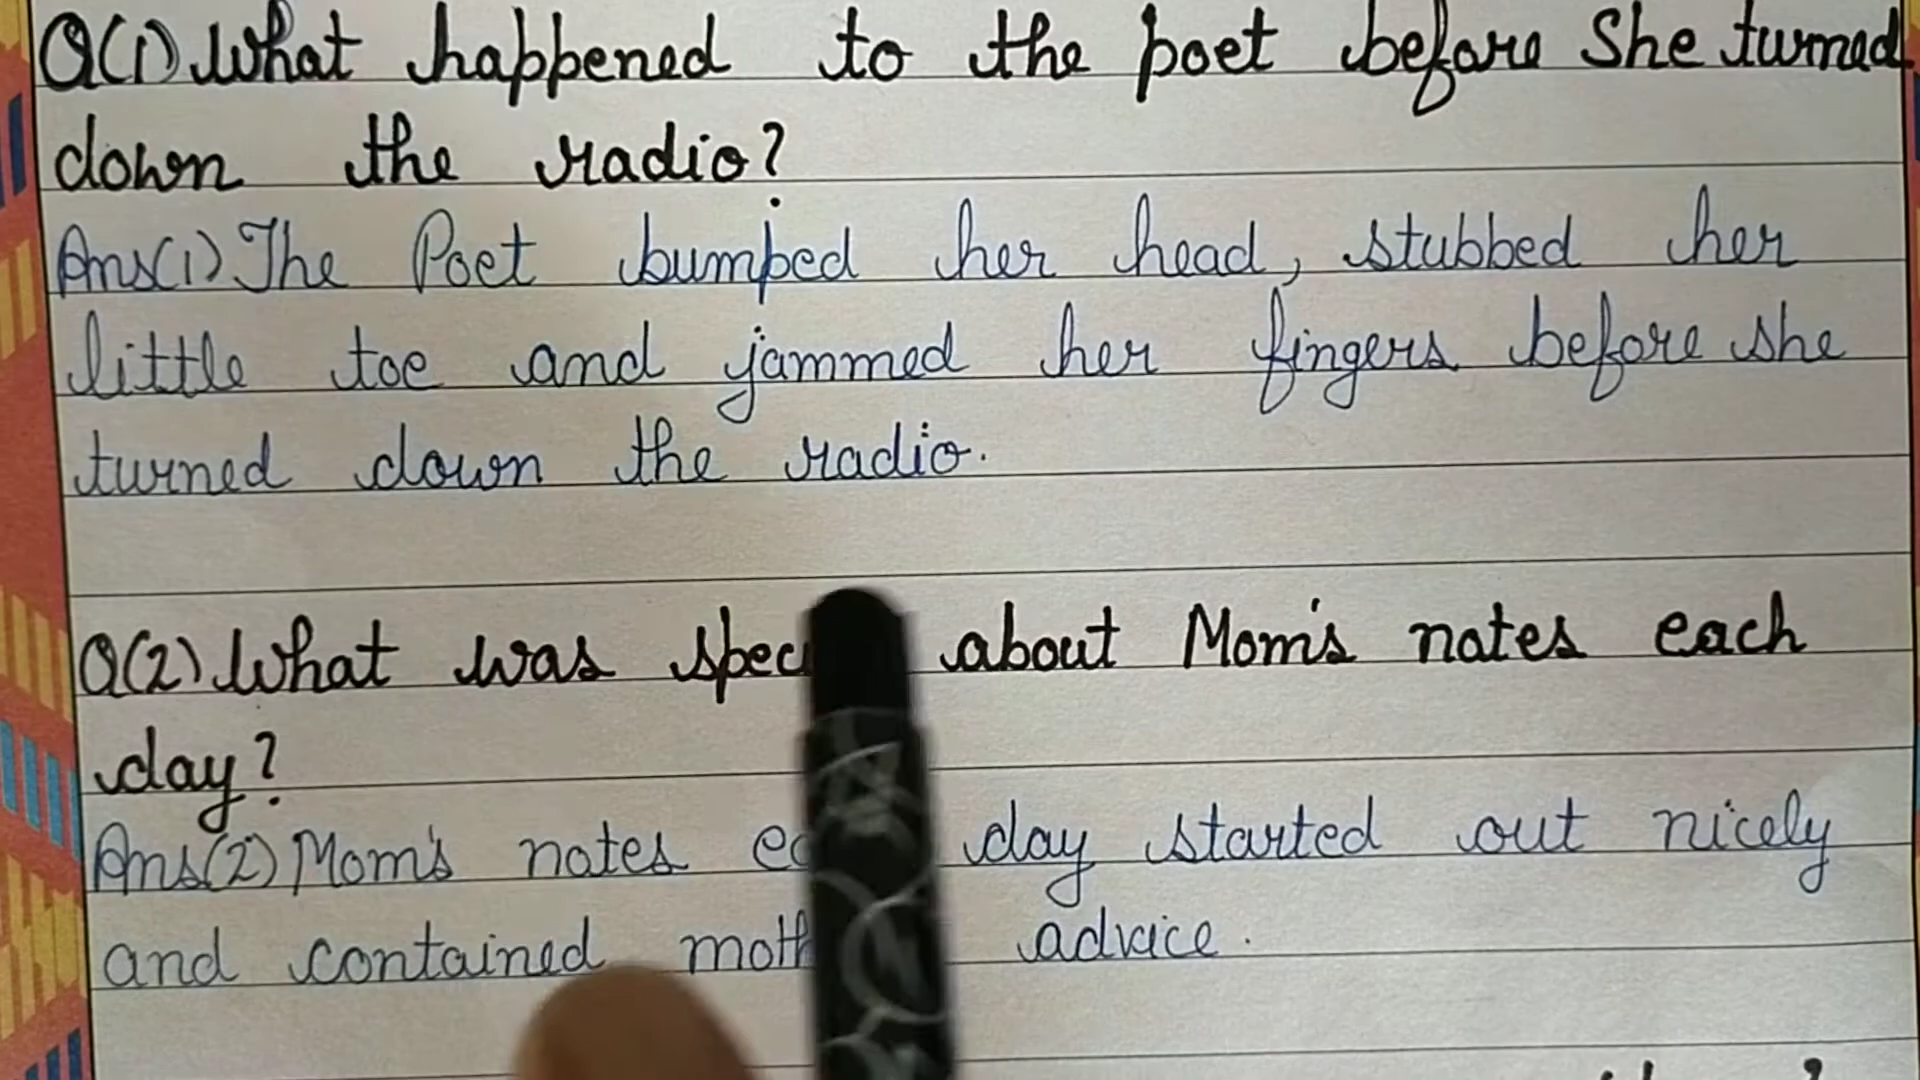 Q(1) What happened to the poet before She turned
down the radio?
Ans(1) The Poet bumped her head, stubbed her
little toe and jammed her fingers before she
turned down the radio.
Q(2) What was about Mom's notes each
day?
Ans(2) Mom's notes day started out nicely
and contained advice.